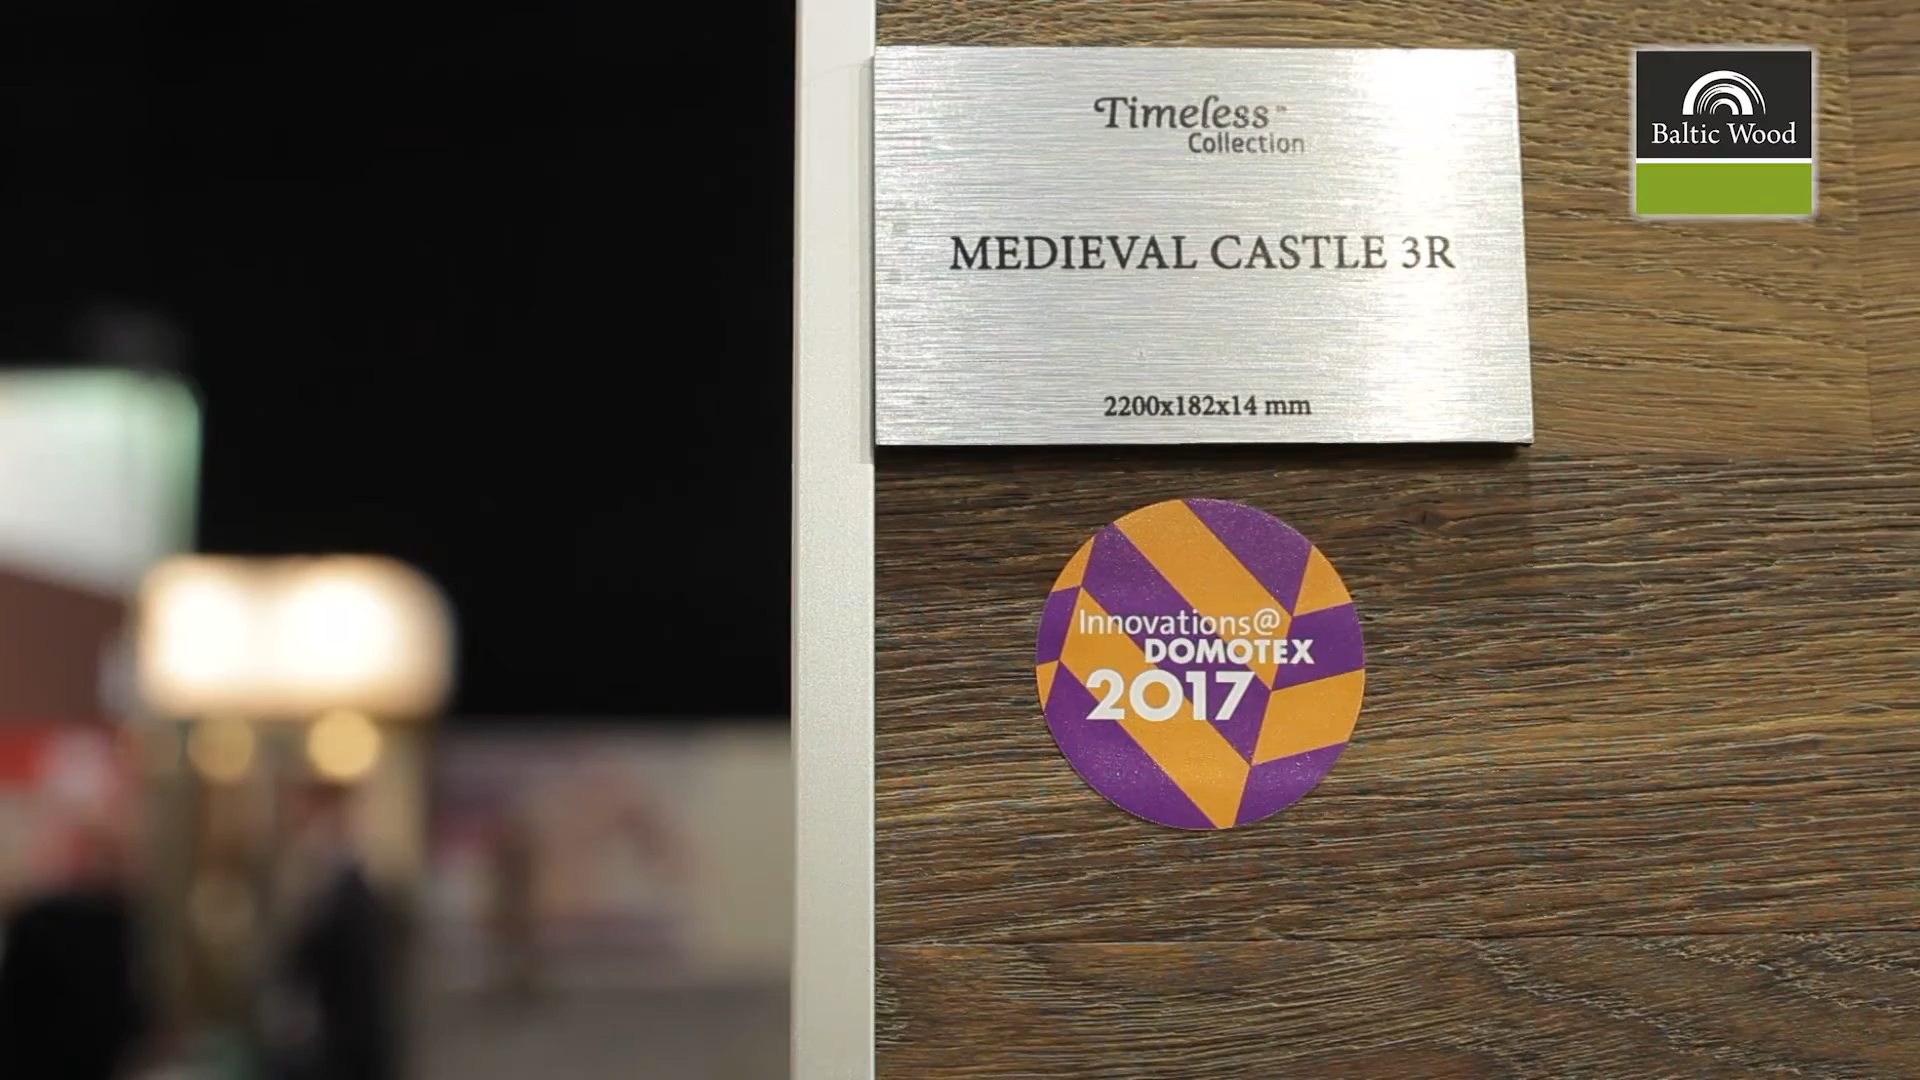 Timeless™
Collection
MEDIEVAL CASTLE 3R
2200x182x14 mm
Baltic Wood
Innovations@
DOMOTEX
2017